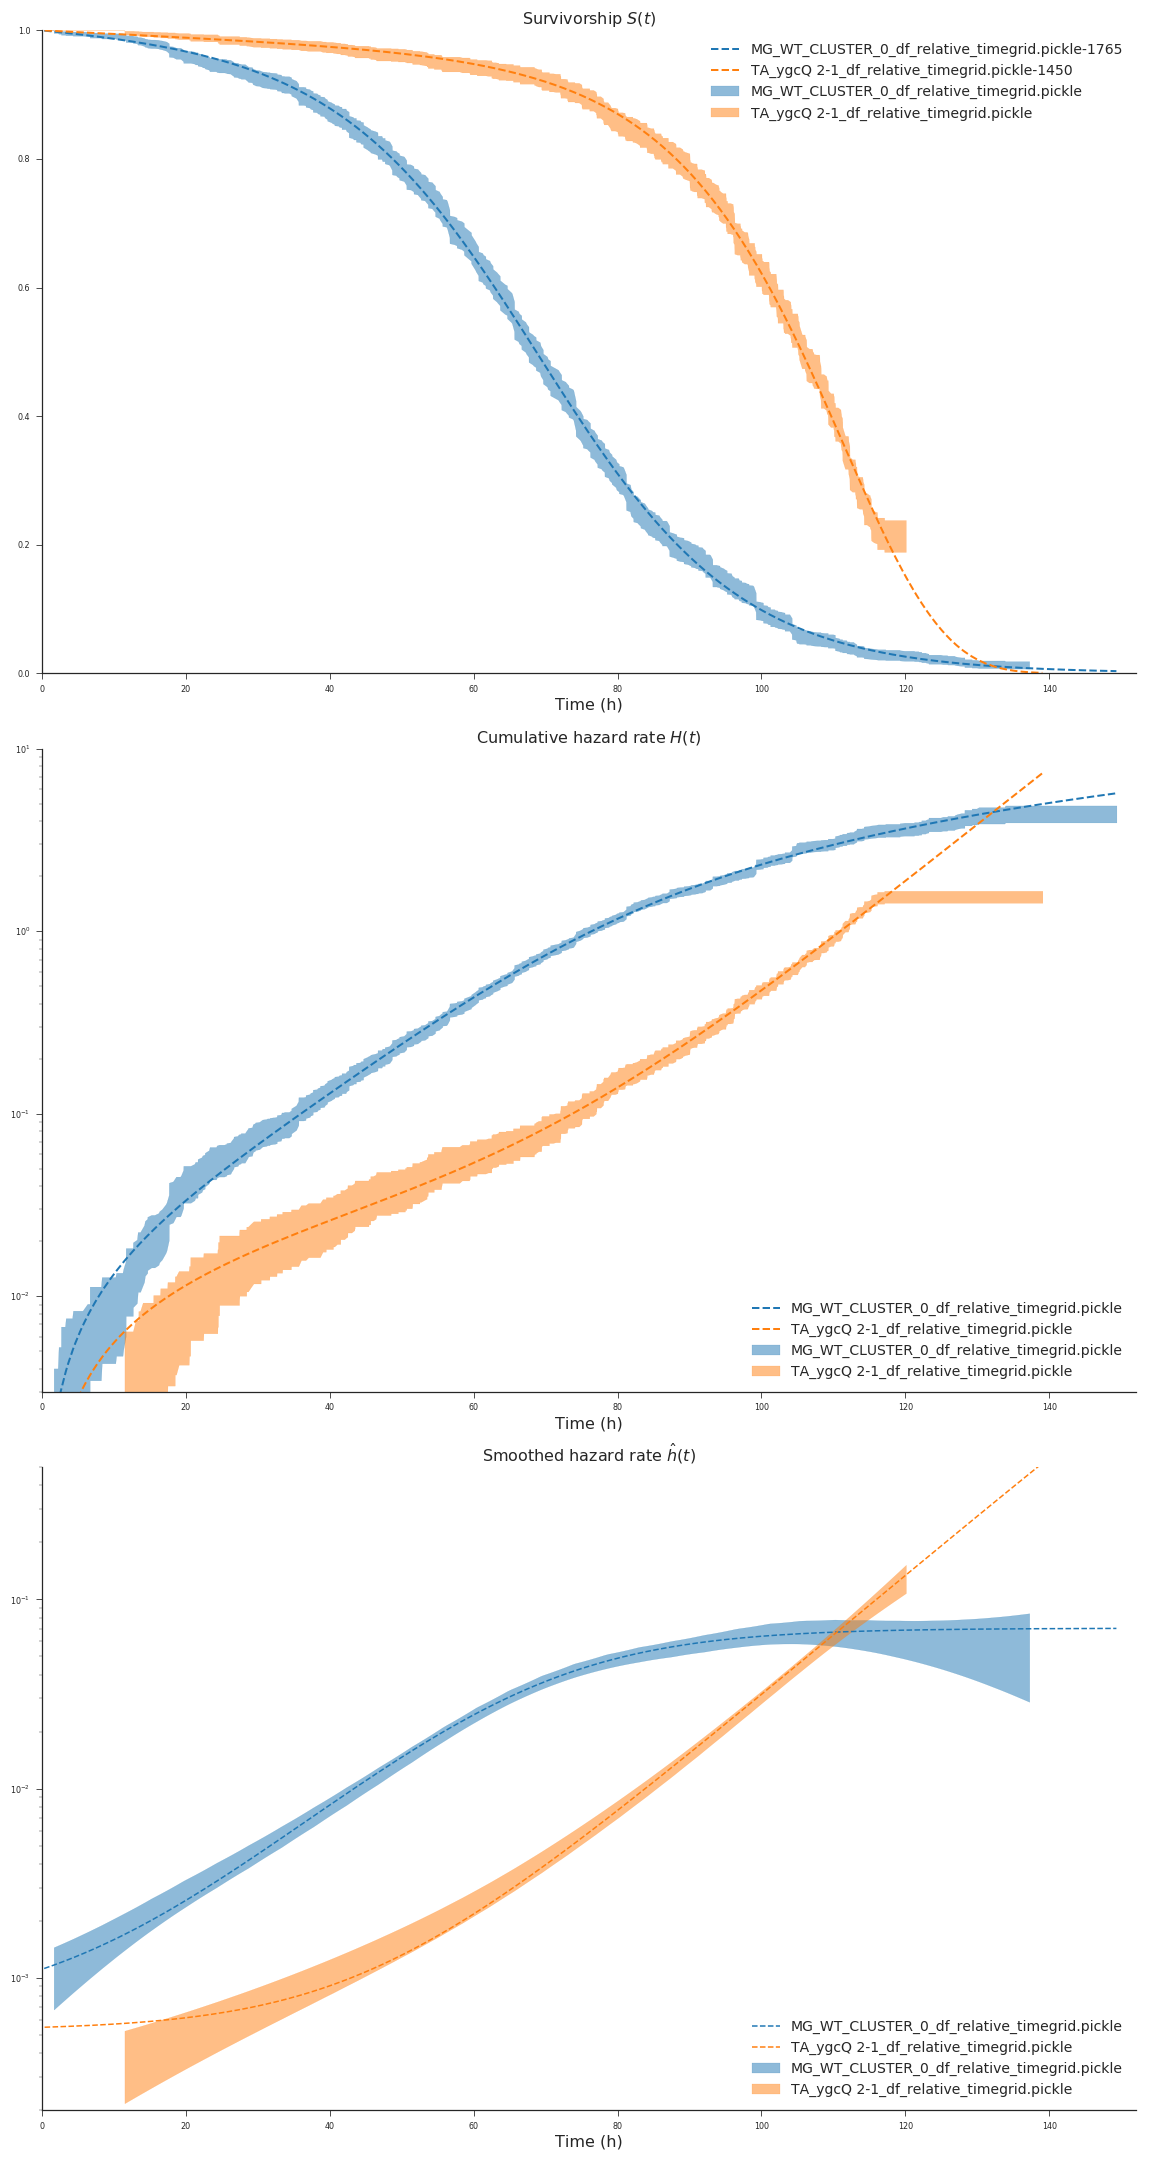 Survivorship S(t)
1.0
0.8
0.6
0.4
0.2
0.0
MG_WT_CLUSTER_0_df_relative_timegrid.pickle-1765
TA_ygcQ 2-1_df_relative_timegrid.pickle-1450
MG_WT_CLUSTER_0_df_relative_timegrid.pickle
TA_ygcQ 2-1_df_relative_timegrid.pickle
0 20 40 60 80 100 120 140
Time (h)
Cumulative hazard rate H(t)
10¹
10⁰
10⁻¹
10⁻²
MG_WT_CLUSTER_0_df_relative_timegrid.pickle
TA_ygcQ 2-1_df_relative_timegrid.pickle
MG_WT_CLUSTER_0_df_relative_timegrid.pickle
TA_ygcQ 2-1_df_relative_timegrid.pickle
0 20 40 60 80 100 120 140
Time (h)
Smoothed hazard rate ĥ(t)
10⁻¹
10⁻²
10⁻³
MG_WT_CLUSTER_0_df_relative_timegrid.pickle
TA_ygcQ 2-1_df_relative_timegrid.pickle
MG_WT_CLUSTER_0_df_relative_timegrid.pickle
TA_ygcQ 2-1_df_relative_timegrid.pickle
0 20 40 60 80 100 120 140
Time (h)